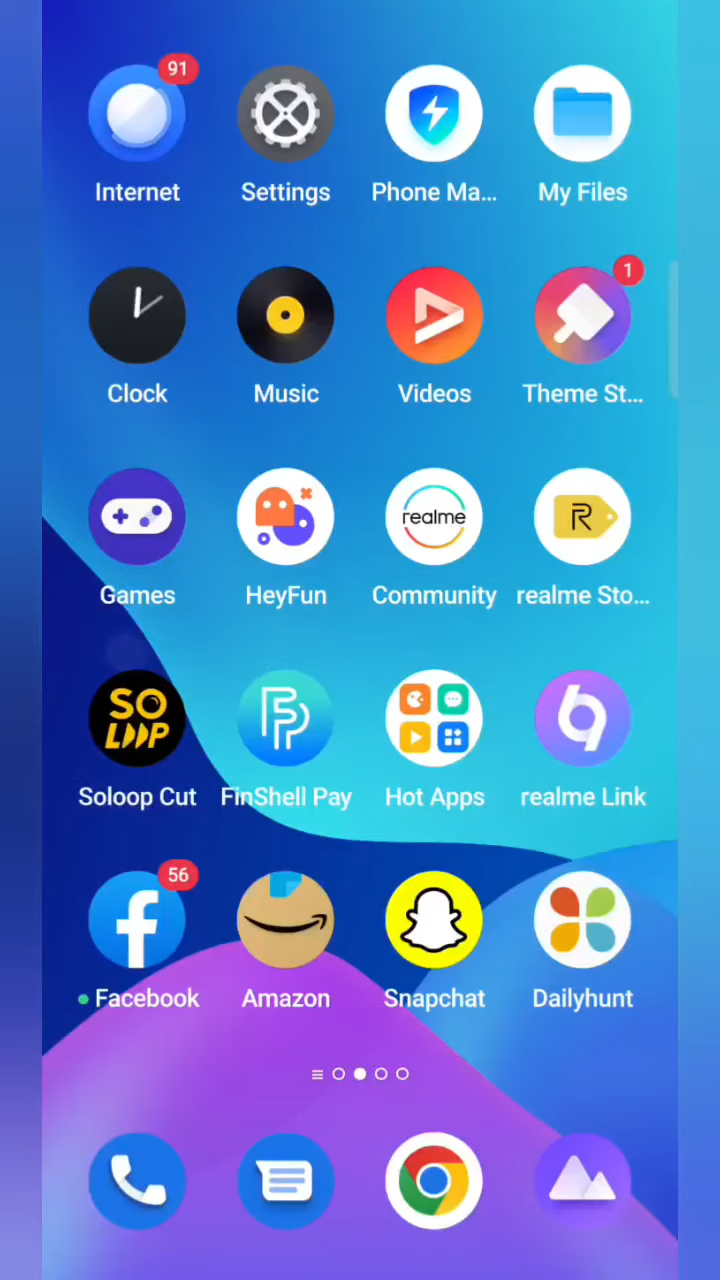 91
Internet
Settings
Phone Ma...
My Files
1
Clock
Music
Videos
Theme St...
realme
R
Games
HeyFun
Community
realme Sto...
SO
LOOP
Soloop Cut
FinShell Pay
Hot Apps
realme Link
56
Facebook
Amazon
Snapchat
Dailyhunt